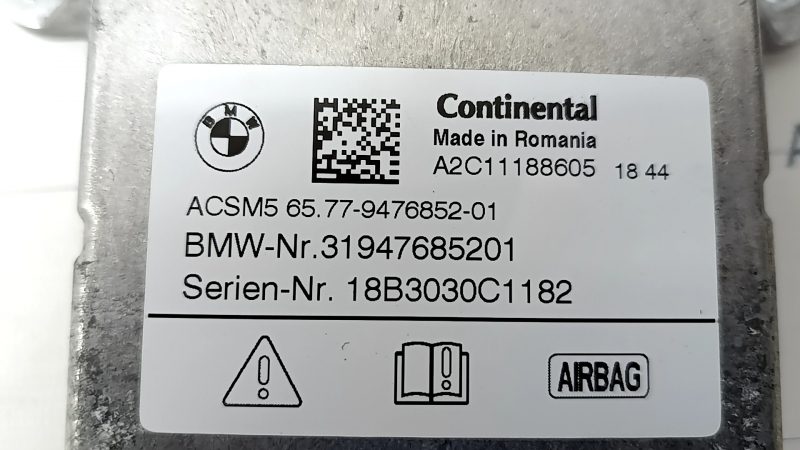 BMW
Continental
Made in Romania
A2C11188605 18 44
ACSM5 65.77-9476852-01
BMW-Nr.31947685201
Serien-Nr. 18B3030C1182
AIRBAG